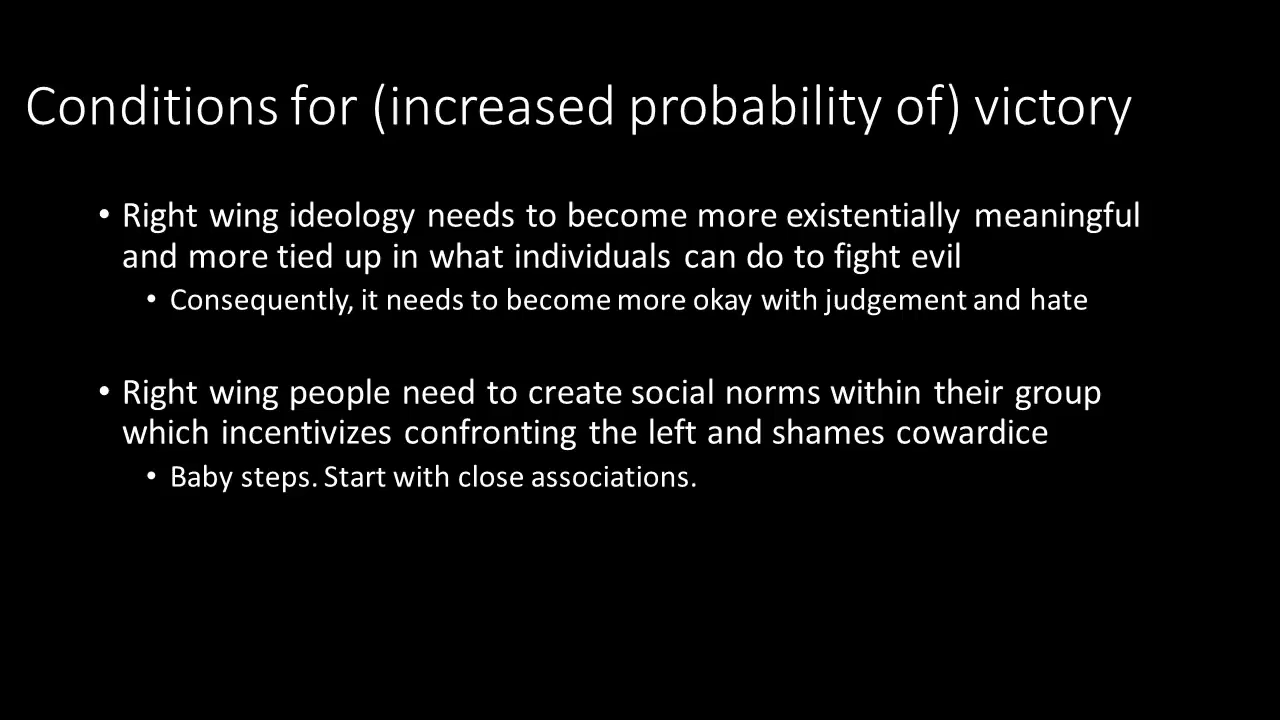 Conditions for (increased probability of) victory
• Right wing ideology needs to become more existentially meaningful
and more tied up in what individuals can do to fight evil
• Consequently, it needs to become more okay with judgement and hate
• Right wing people need to create social norms within their group
which incentivizes confronting the left and shames cowardice
• Baby steps. Start with close associations.